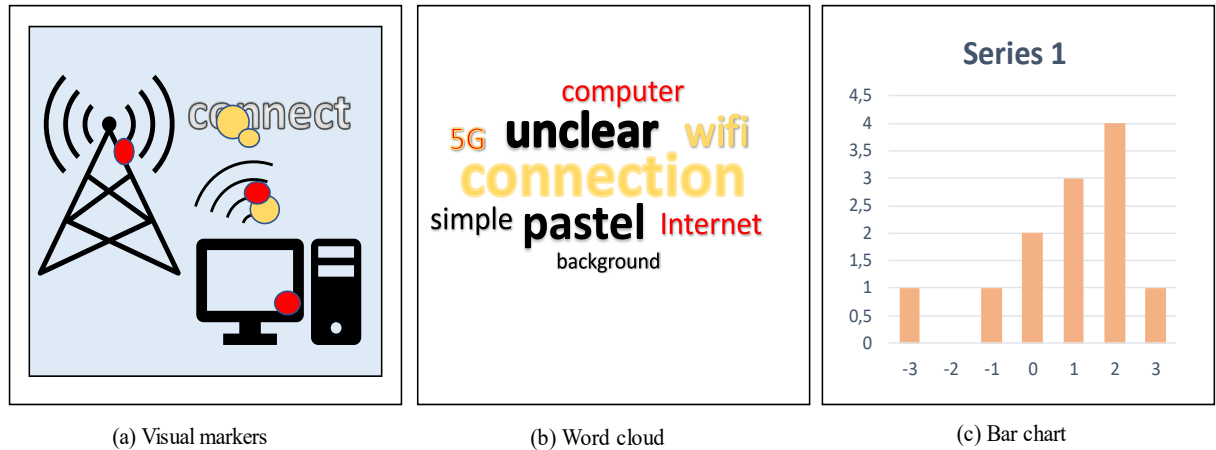 connect
computer
5G unclear wifi
connection
simple pastel Internet
background
Series 1
4,5
4
3,5
3
2,5
2
1,5
1
0,5
0
-3 -2 -1 0 1 2 3
(a) Visual markers
(b) Word cloud
(c) Bar chart